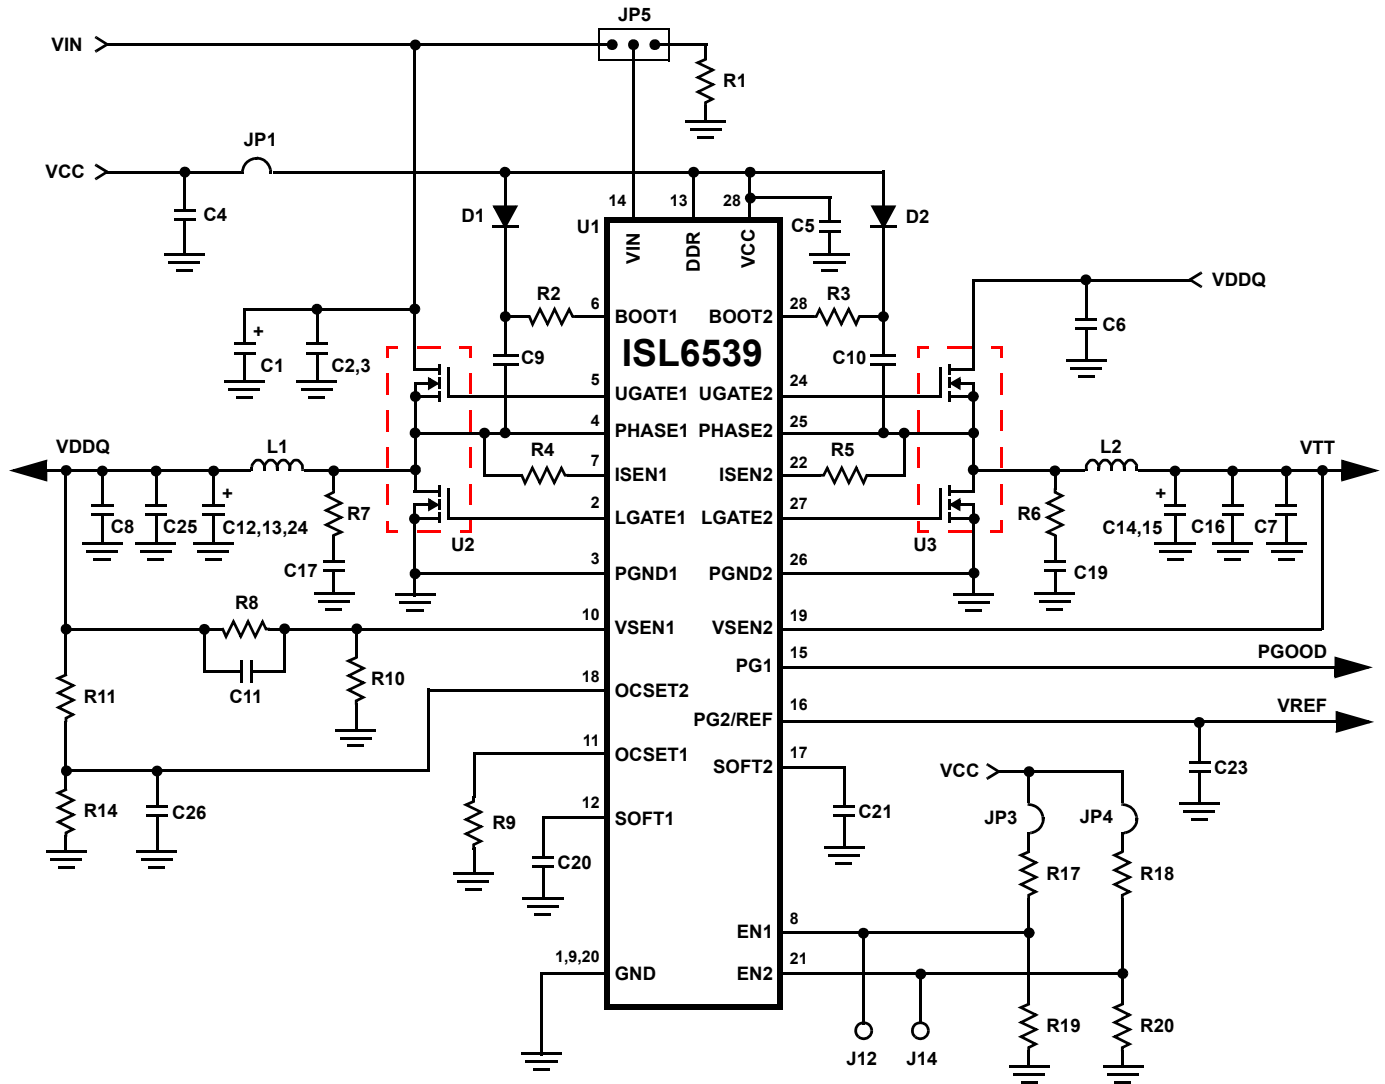 JP5
VIN
R1
JP1
VCC
C4
D1
14
13
28
U1
C5
D2
VIN
DDR
VCC
VDDQ
R2
6
BOOT1
BOOT2
28
R3
C6
ISL6539
+
C1
C2,3
C9
C10
5
UGATE1
UGATE2
24
4
PHASE1
PHASE2
25
VDDQ
L1
R4
7
ISEN1
ISEN2
22
R5
L2
VTT
+
C8
C25
C12,13,24
R7
2
LGATE1
LGATE2
27
R6
+
C14,15
C16
C7
U2
U3
C17
3
PGND1
PGND2
26
C19
R8
10
VSEN1
VSEN2
19
C11
R10
PG1
15
PGOOD
R11
18
OCSET2
PG2/REF
16
VREF
11
OCSET1
SOFT2
17
VCC
C23
R14
C26
R9
12
SOFT1
C21
JP3
JP4
C20
R17
R18
EN1
8
1,9,20
GND
EN2
21
R19
R20
J12
J14